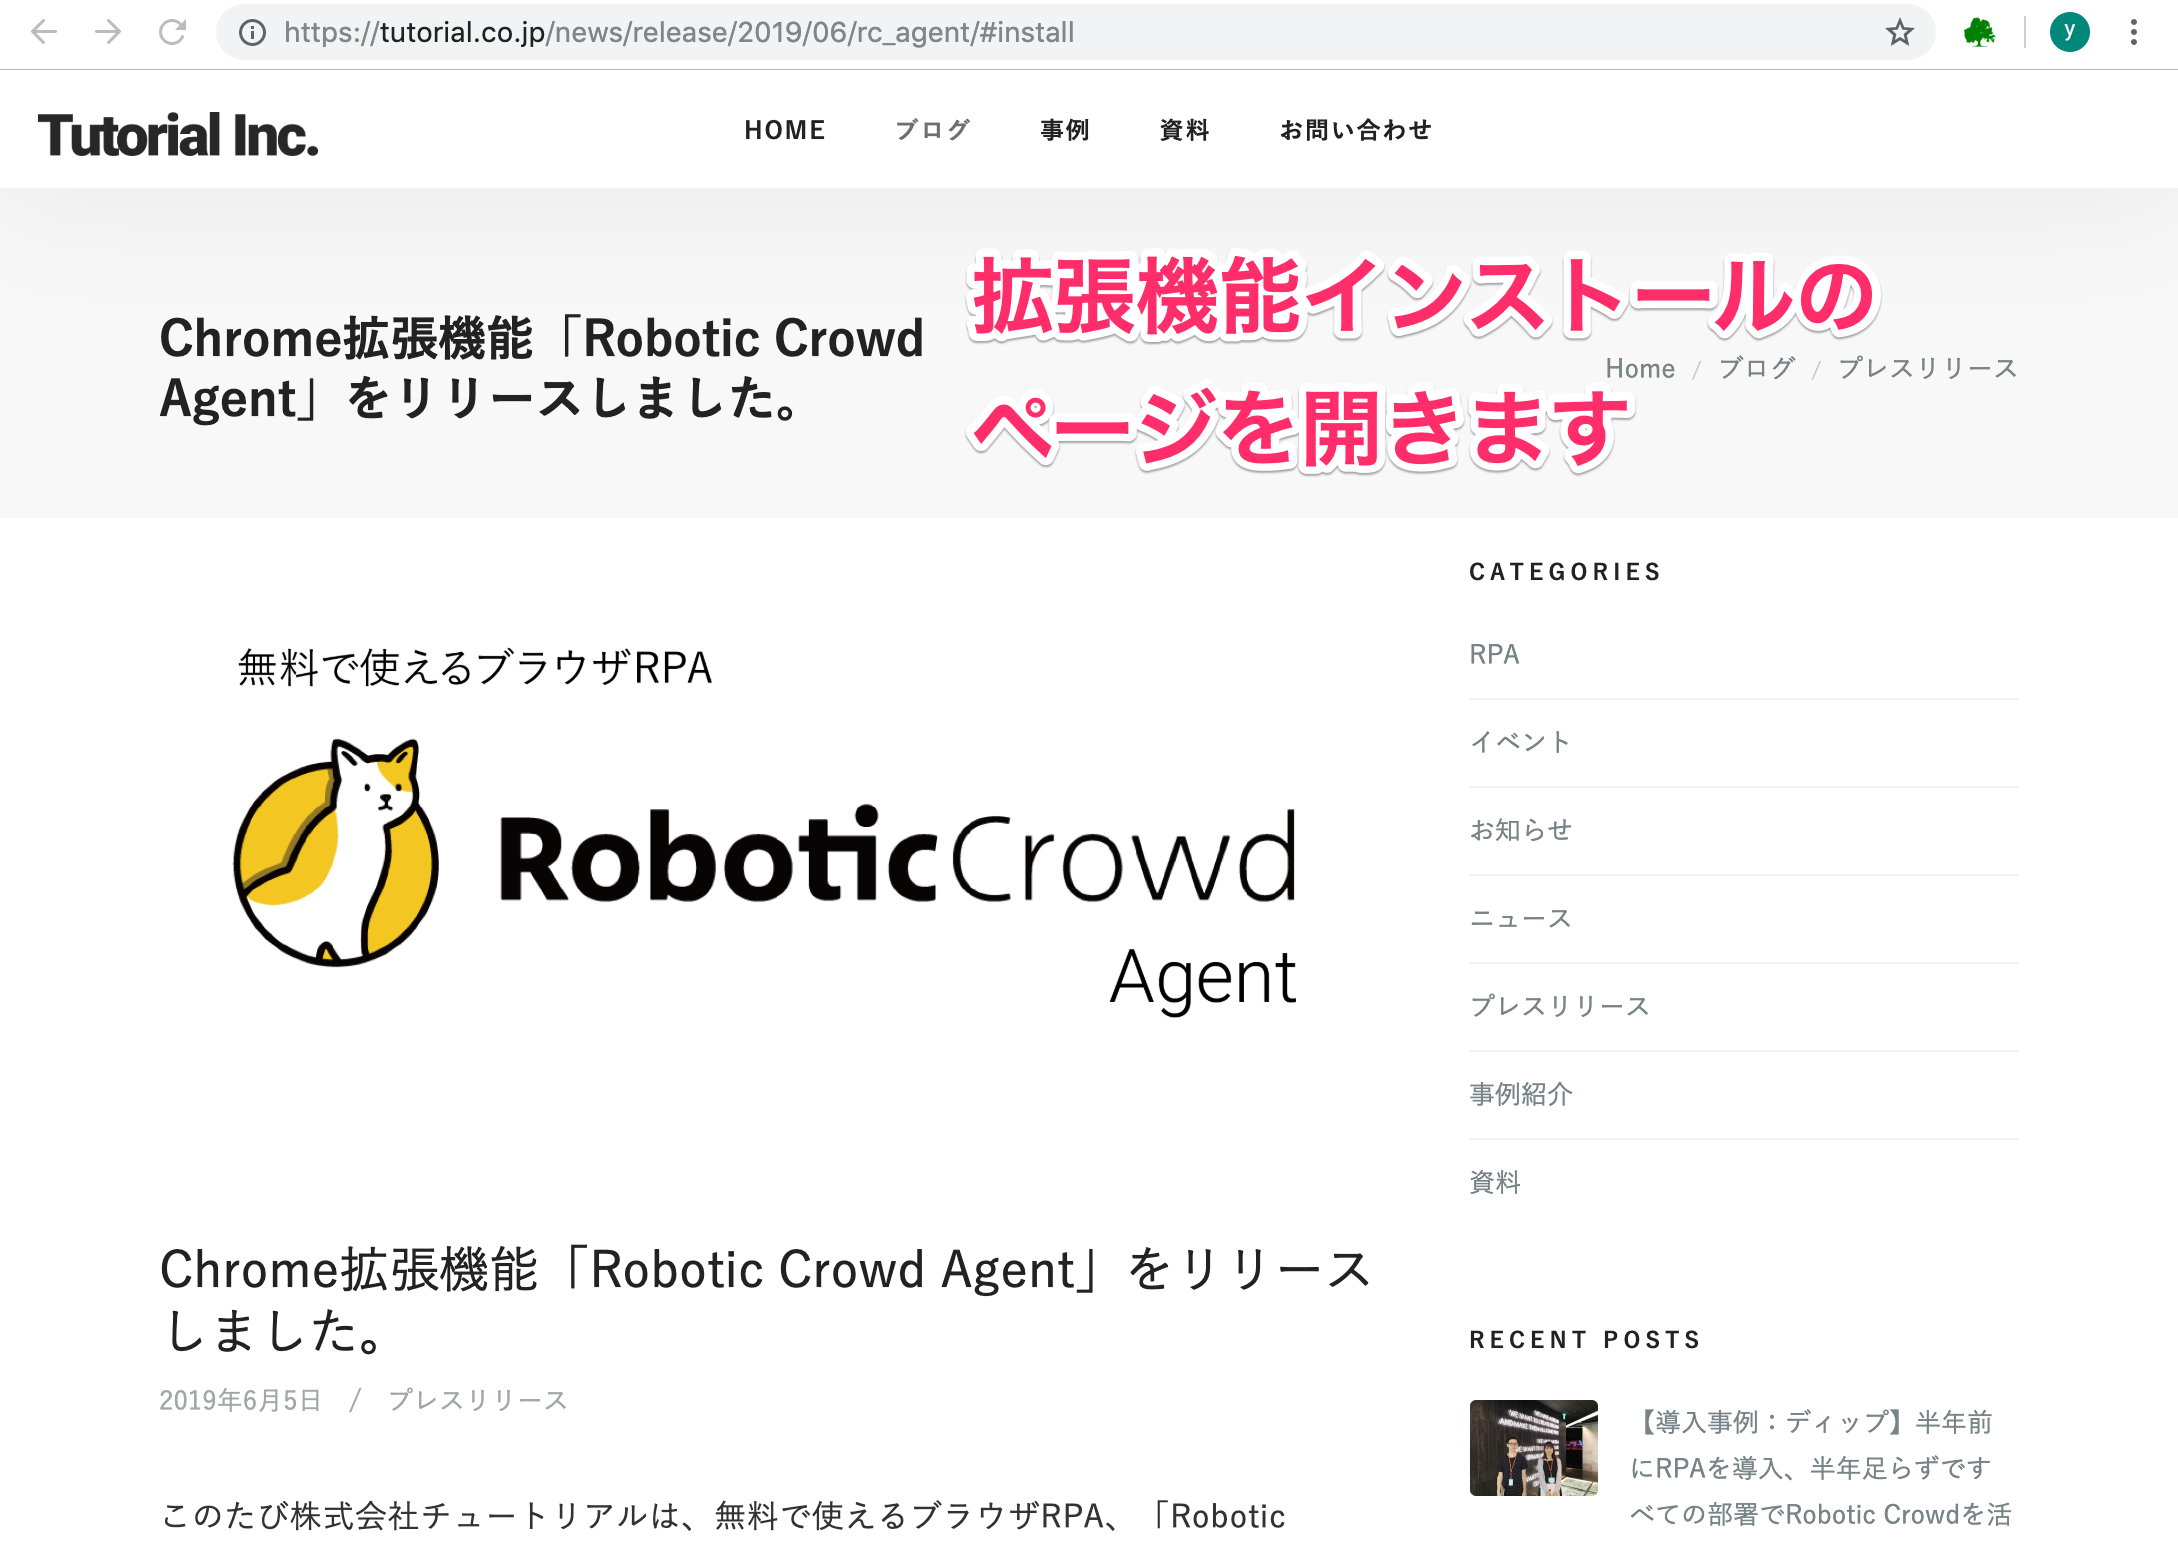 https://tutorial.co.jp/news/release/2019/06/rc_agent/#install
y
Tutorial Inc.
HOME
ブログ
事例
資料
お問い合わせ
拡張機能インストールの
ページを開きます
Chrome拡張機能「Robotic Crowd
Agent」をリリースしました。
Home / ブログ / プレスリリース
無料で使えるブラウザRPA
RoboticCrowd
Agent
Chrome拡張機能「Robotic Crowd Agent」をリリース
しました。
2019年6月5日 / プレスリリース
このたび株式会社チュートリアルは、無料で使えるブラウザRPA、「Robotic
CATEGORIES
RPA
イベント
お知らせ
ニュース
プレスリリース
事例紹介
資料
RECENT POSTS
【導入事例：ディップ】半年前
にRPAを導入、半年足らずです
べての部署でRobotic Crowdを活